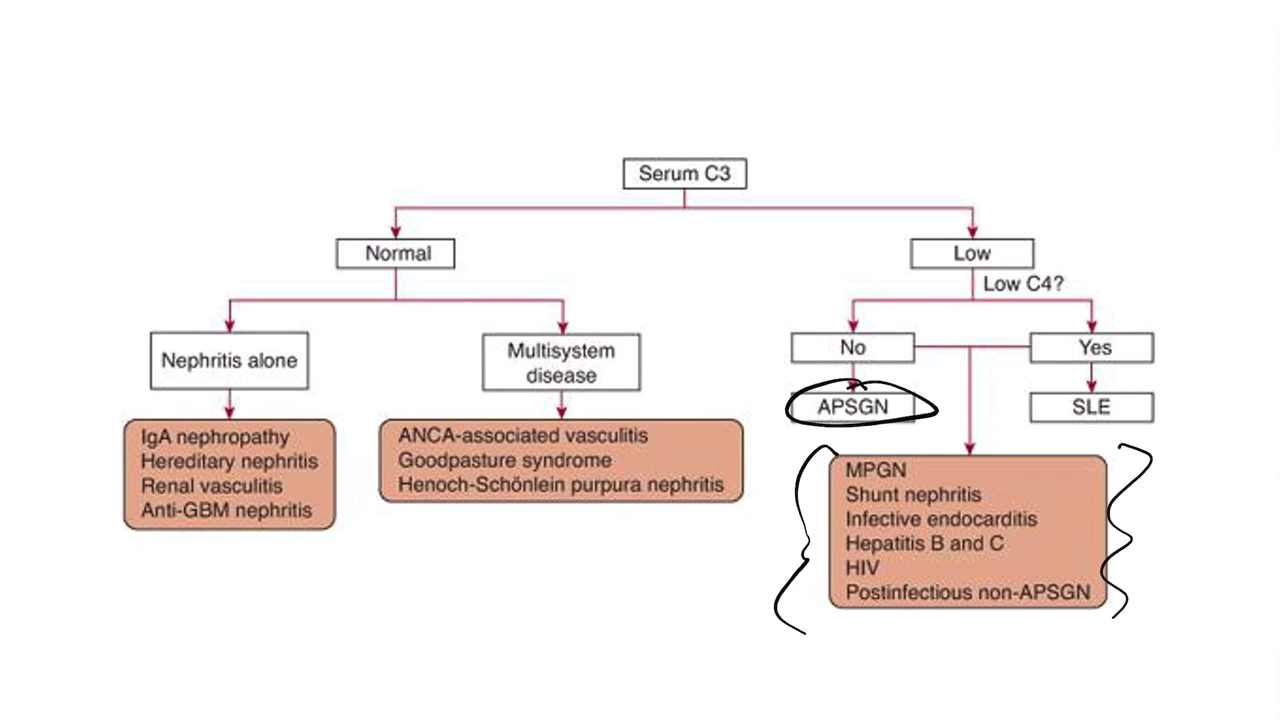 Serum C3
Normal
Low
Low C4?
Nephritis alone
Multisystem
disease
No
Yes
APSGN
SLE
IgA nephropathy
Hereditary nephritis
Renal vasculitis
Anti-GBM nephritis
ANCA-associated vasculitis
Goodpasture syndrome
Henoch-Schönlein purpura nephritis
MPGN
Shunt nephritis
Infective endocarditis
Hepatitis B and C
HIV
Postinfectious non-APSGN